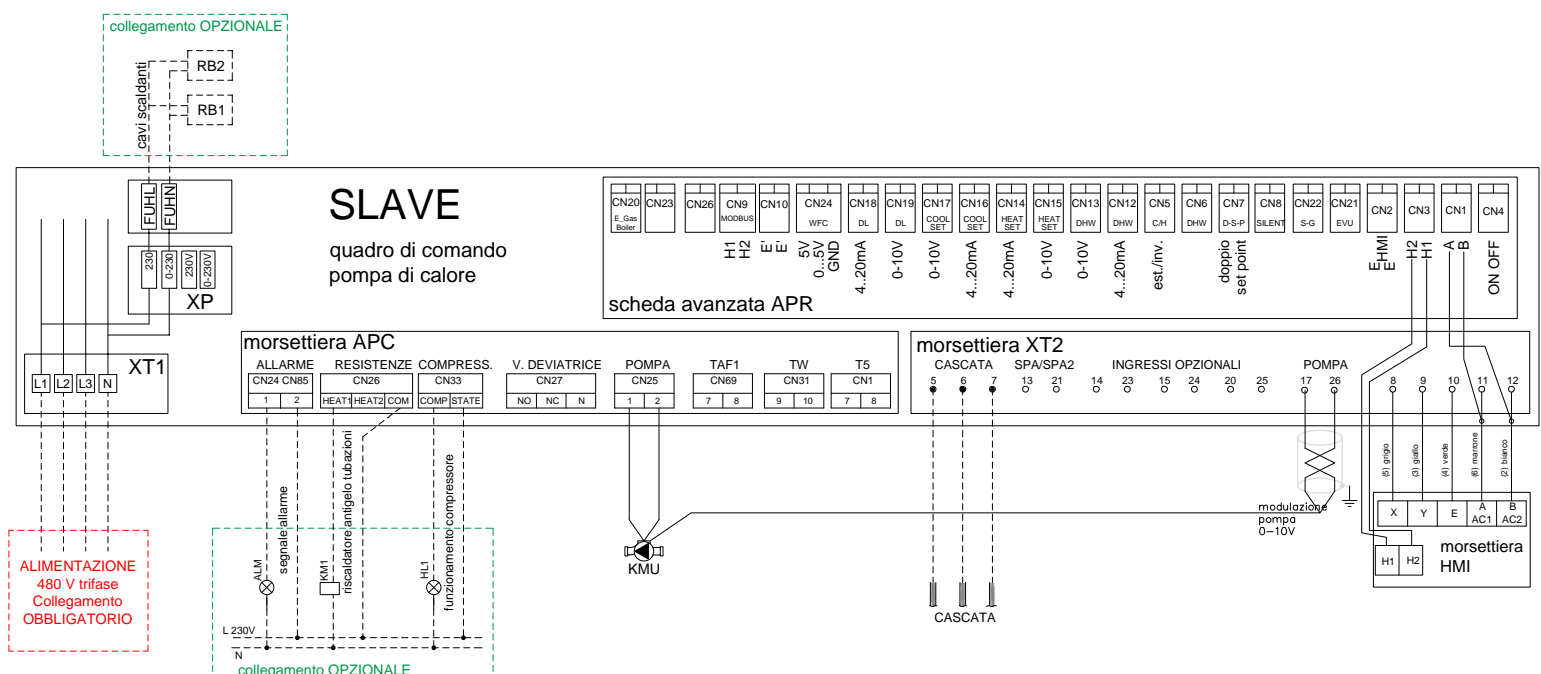 collegamento OPZIONALE
RB2
RB1
cavi scaldanti
FUHL
FUHN
230
0-230
230V
0-230V
XP
SLAVE
quadro di comando
pompa di calore
CN20 CN23 CN26 CN9 CN10 CN24 CN18 CN19 CN17 CN16 CN14 CN15 CN13 CN12 CN5 CN6 CN7 CN8 CN22 CN21 CN2 CN3 CN1 CN4
E_Gas Boiler
MODBUS
WFC
DL
DL
COOL SET
COOL SET
HEAT SET
HEAT SET
DHW
DHW
C/H
DHW
D-S-P
SILENT
S-G
EVU
H1
H2
E'
E'
5V
0...5V
GND
4..20mA
0-10V
0-10V
4..20mA
4..20mA
0-10V
0-10V
4..20mA
est./inv.
doppio
set point
E
HMI
E
H2
H1
A
B
ON OFF
scheda avanzata APR
XT1
L1 L2 L3 N
morsettiera APC
ALLARME RESISTENZE COMPRESS. V. DEVIATRICE POMPA TAF1 TW T5
CN24 CN85 CN26 CN33 CN27 CN25 CN69 CN31 CN1
1 2 HEAT1 HEAT2 COM COMP STATE NO NC N 1 2 7 8 9 10 7 8
morsettiera XT2
CASCATA SPA/SPA2 INGRESSI OPZIONALI POMPA
5 6 7 13 21 14 23 15 24 20 25 17 26 8 9 10 11 12
(5) grigio
(3) giallo
(4) verde
(6) marrone
(2) bianco
X Y E A AC1 B AC2
H1 H2
morsettiera
HMI
modulazione
pompa
0-10V
KMU
CASCATA
ALIMENTAZIONE
480 V trifase
Collegamento
OBBLIGATORIO
ALM
segnale allarme
KM1
riscaldatore antigelo tubazioni
HL1
funzionamento compressore
L 230V
N
collegamento OPZIONALE